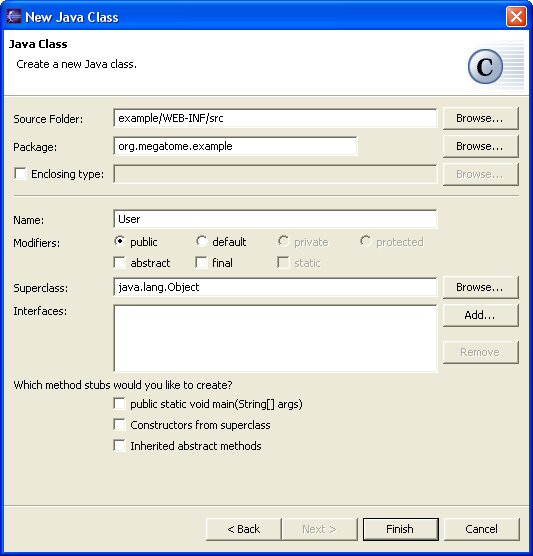 New Java Class
Java Class
Create a new Java class.
C
Source Folder: example/WEB-INF/src Browse...
Package: org.megatome.example Browse...
Enclosing type: Browse...
Name: User
Modifiers: public default private protected
abstract final static
Superclass: java.lang.Object Browse...
Interfaces: Add...
Remove
Which method stubs would you like to create?
public static void main(String[] args)
Constructors from superclass
Inherited abstract methods
< Back Next > Finish Cancel